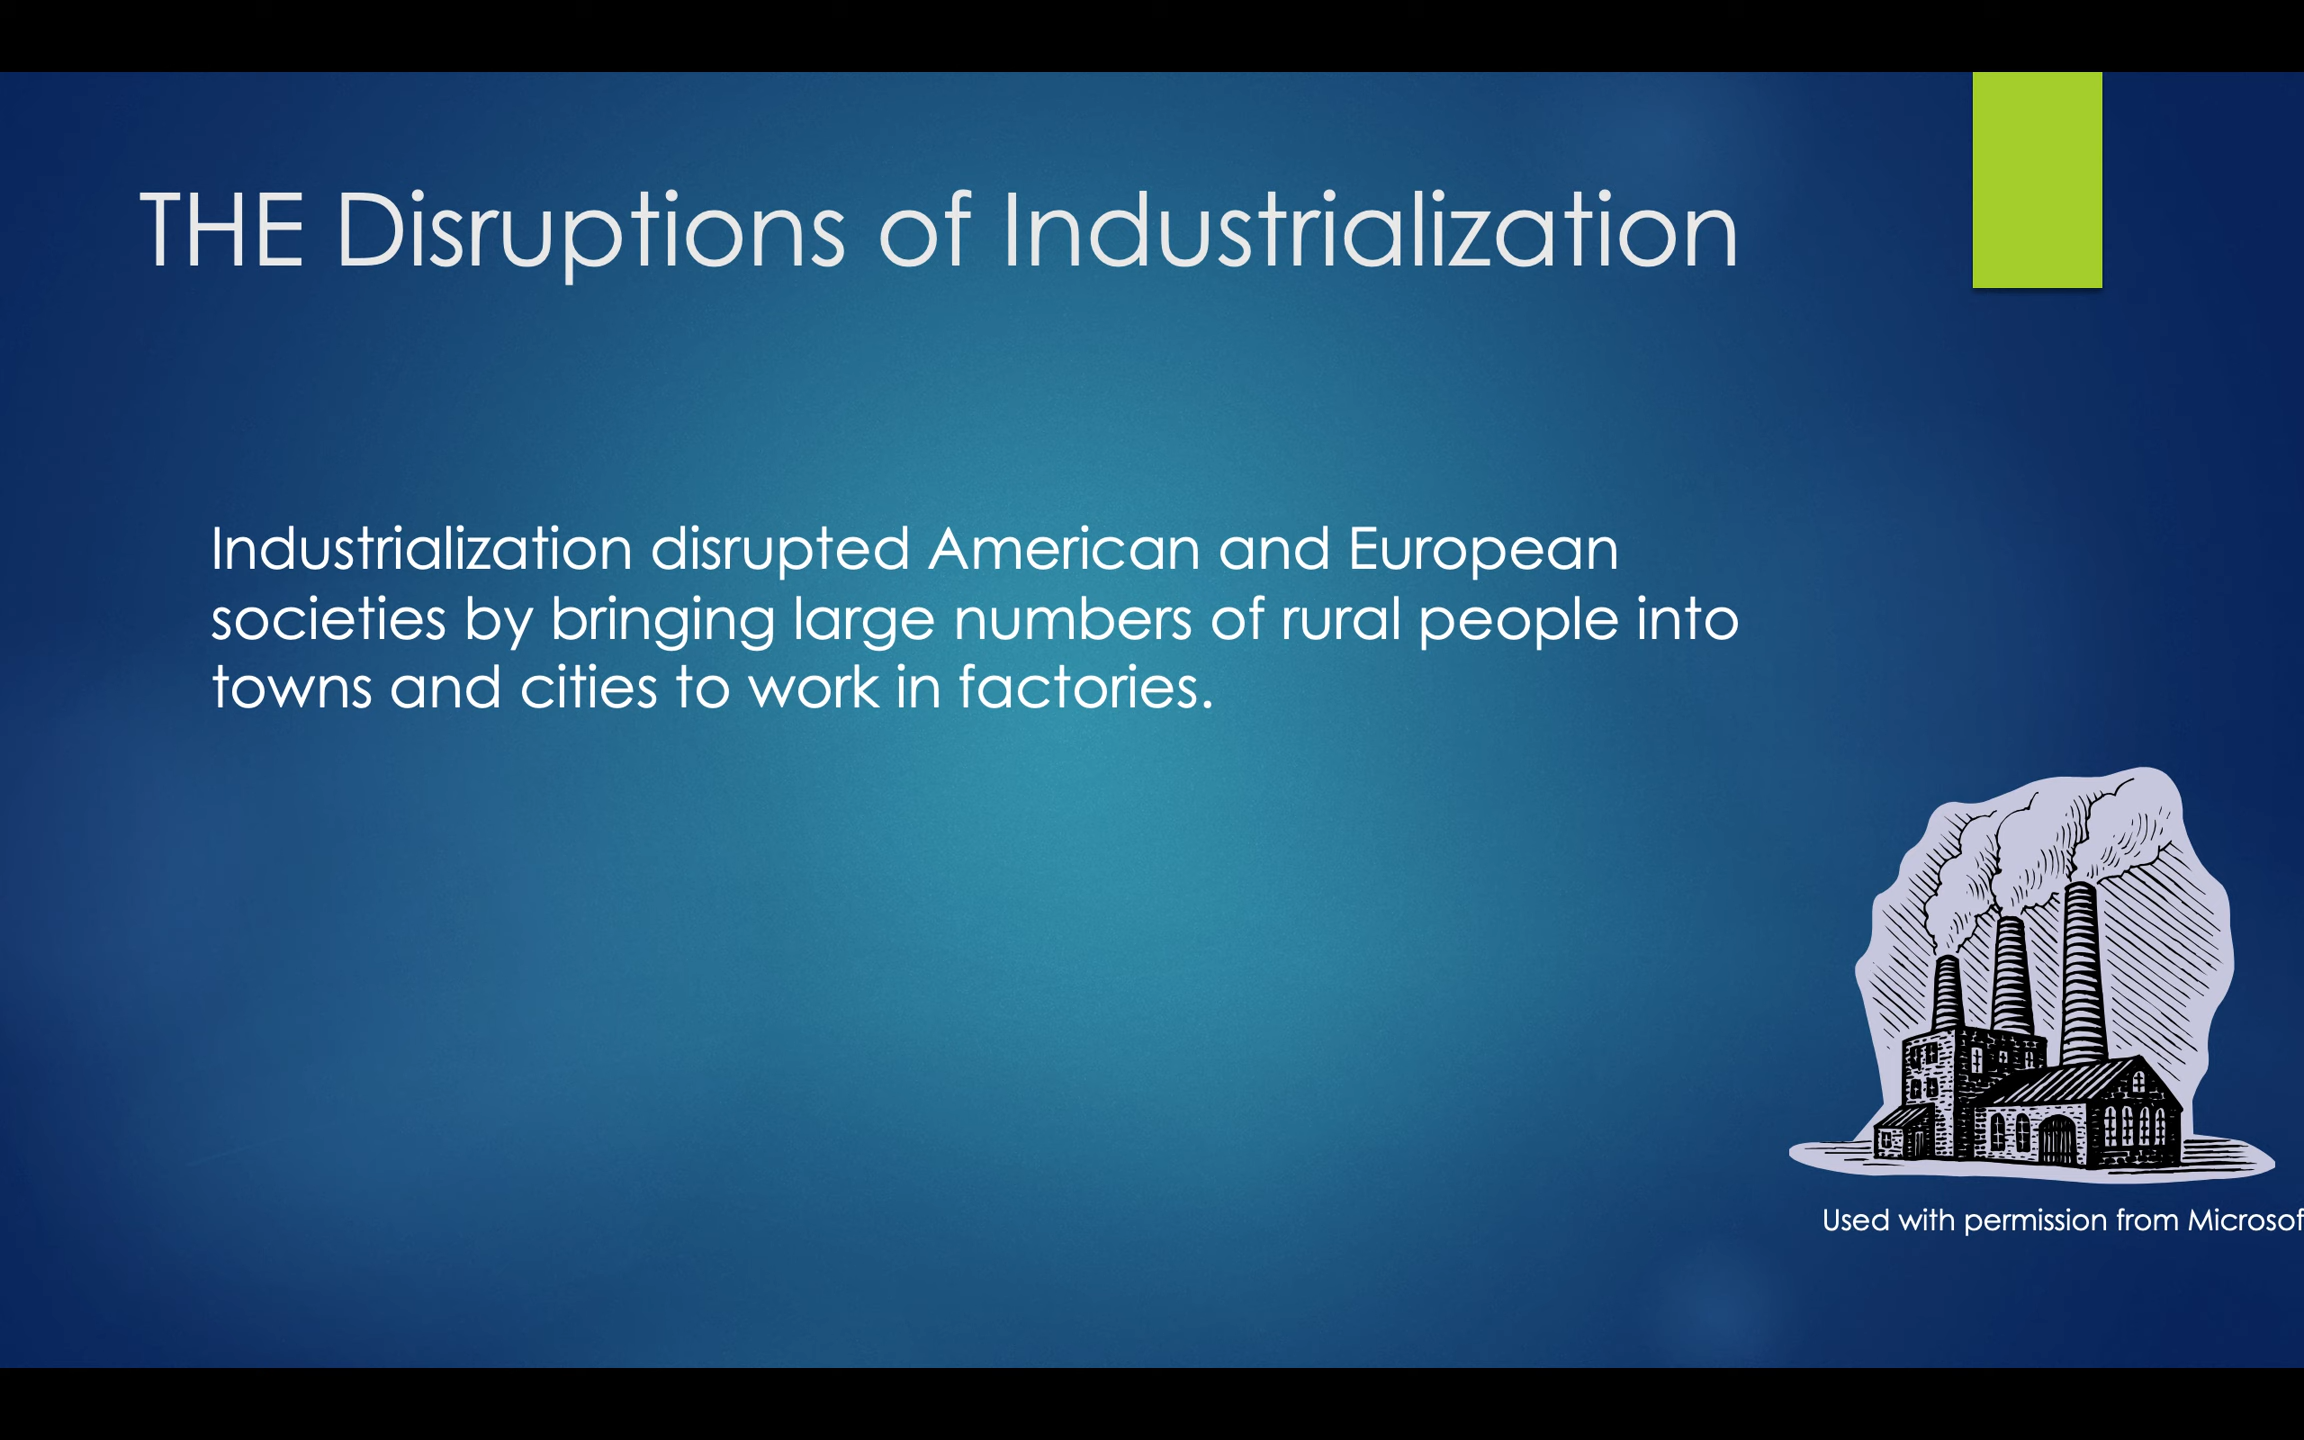 THE Disruptions of Industrialization
Industrialization disrupted American and European
societies by bringing large numbers of rural people into
towns and cities to work in factories.
Used with permission from Microsof